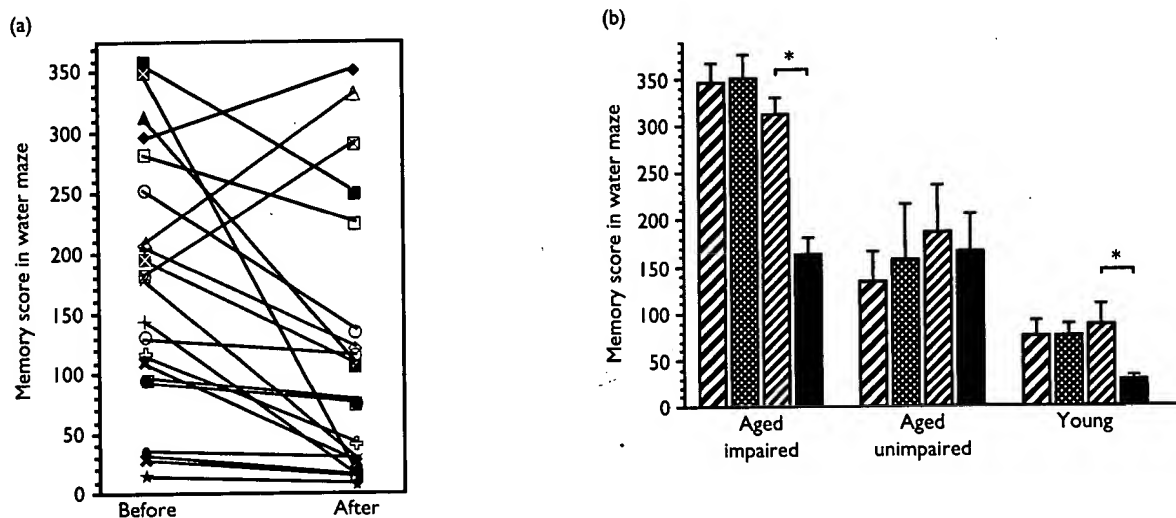 (a)
Memory score in water maze
350
300
250
200
150
100
50
0
Before After
(b)
Memory score in water maze
350
300
250
200
150
100
50
0
*
*
Aged
impaired
Aged
unimpaired
Young